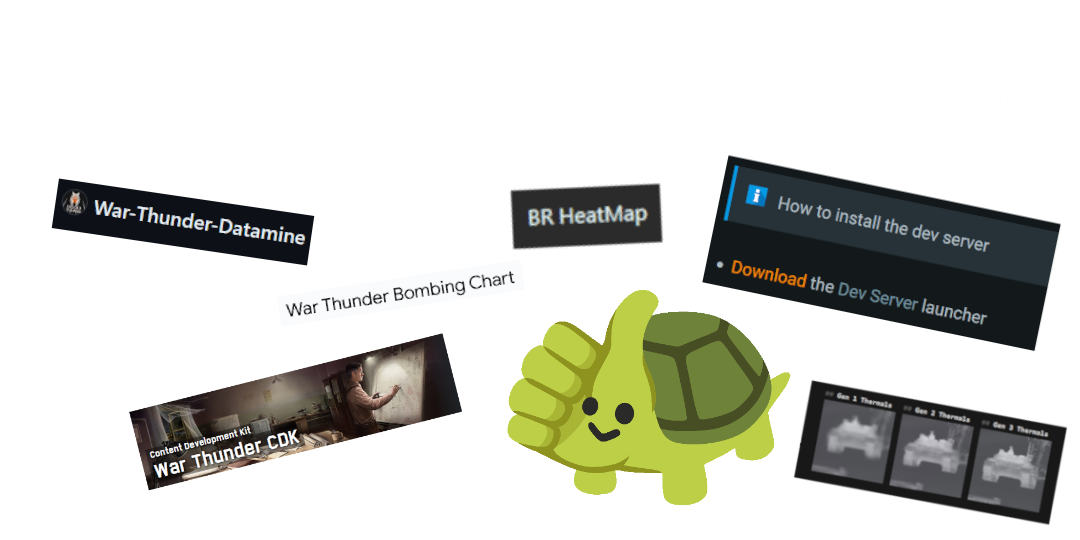 War-Thunder-Datamine
BR HeatMap
How to install the dev server
• Download the Dev Server launcher
War Thunder Bombing Chart
Content Development Kit
War Thunder CDK
## Gen 1 Thermals
## Gen 2 Thermals
## Gen 3 Thermals